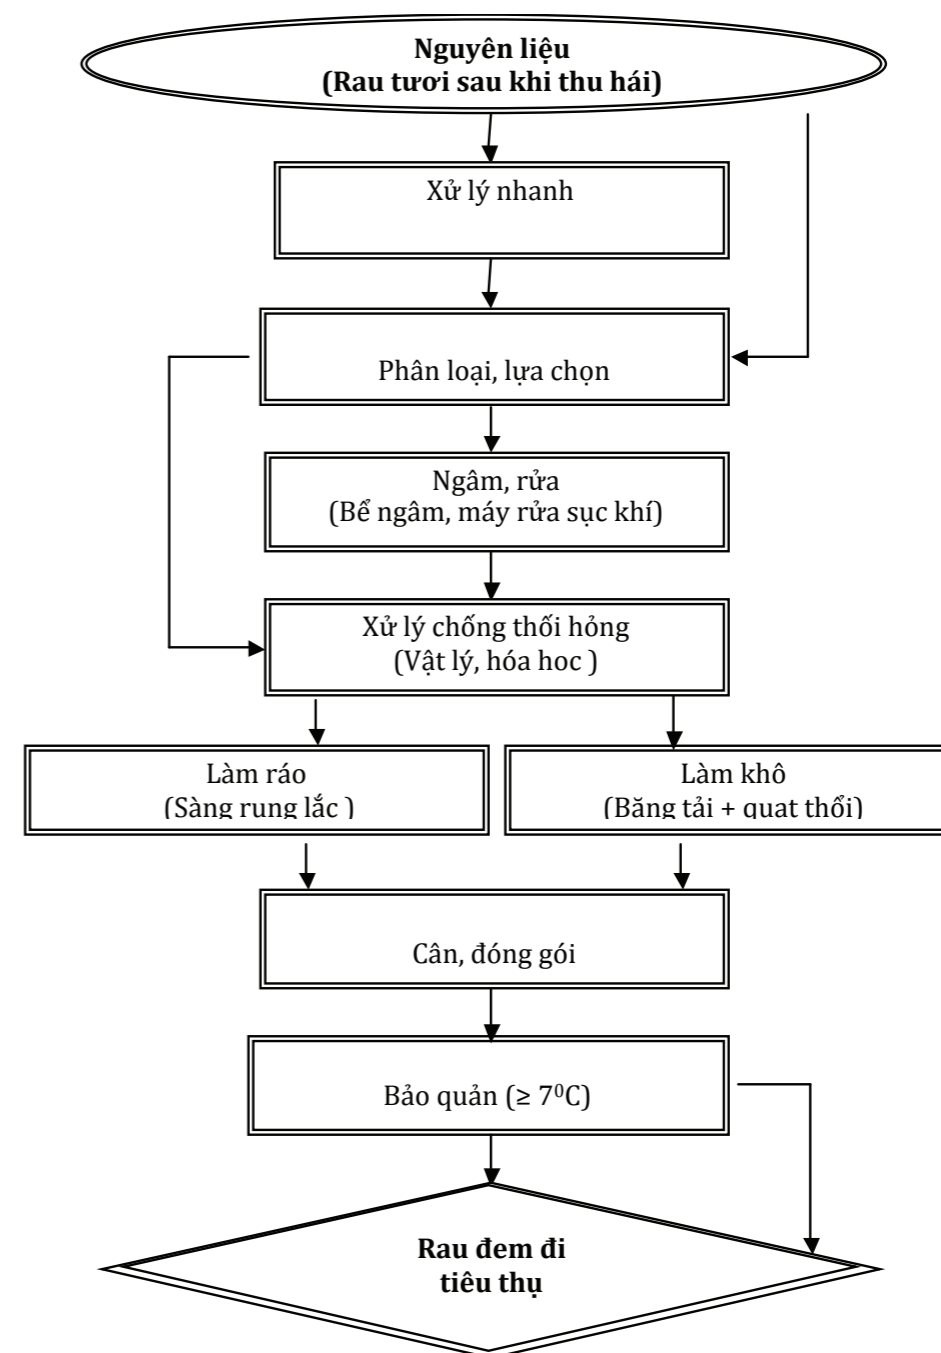 Nguyên liệu
(Rau tươi sau khi thu hái)
Xử lý nhanh
Phân loại, lựa chọn
Ngâm, rửa
(Bể ngâm, máy rửa sục khí)
Xử lý chống thối hỏng
(Vật lý, hóa hoc )
Làm ráo
(Sàng rung lắc )
Làm khô
(Băng tải + quat thổi)
Cân, đóng gói
Bảo quản (≥ 7⁰C)
Rau đem đi
tiêu thụ